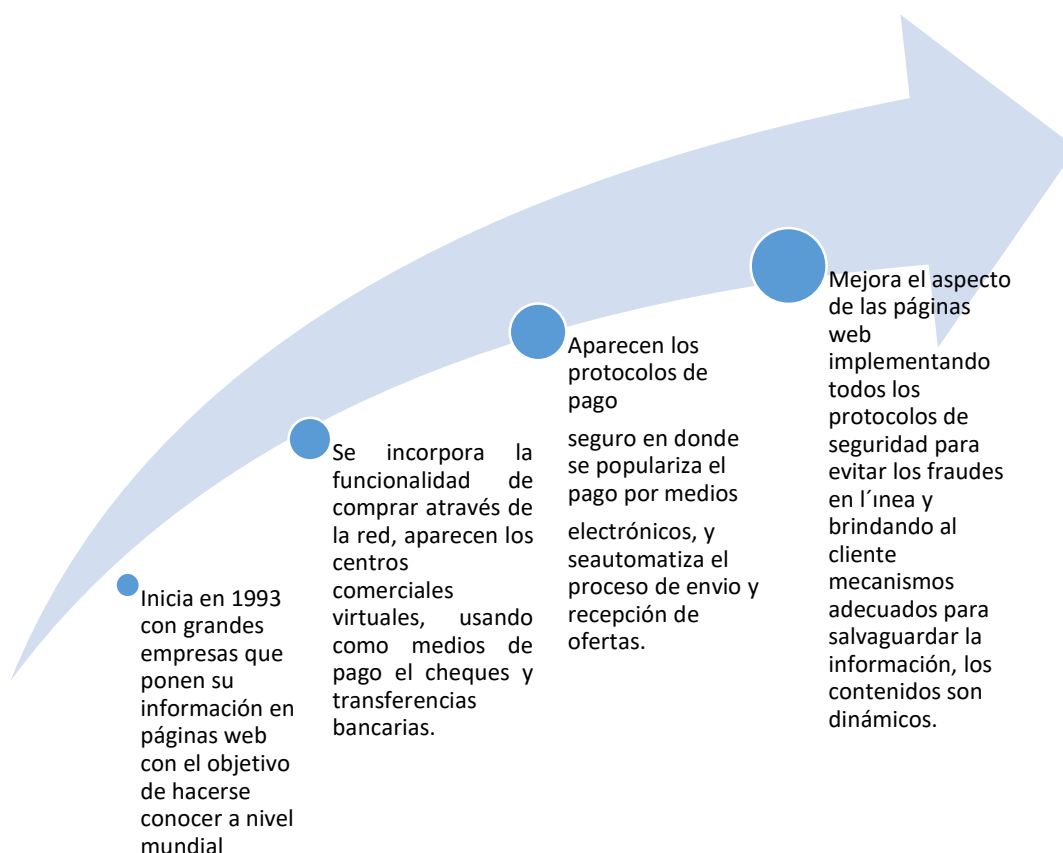 Inicia en 1993
con grandes
empresas que
ponen su
información en
páginas web
con el objetivo
de hacerse
conocer a nivel
mundial
Se incorpora la
funcionalidad de
comprar através de
la red, aparecen los
centros
comerciales
virtuales, usando
como medios de
pago el cheques y
transferencias
bancarias.
Aparecen los
protocolos de
pago
seguro en donde
se populariza el
pago por medios
electrónicos, y
seautomatiza el
proceso de envio y
recepción de
ofertas.
Mejora el aspecto
de las páginas
web
implementando
todos los
protocolos de
seguridad para
evitar los fraudes
en l´ınea y
brindando al
cliente
mecanismos
adecuados para
salvaguardar la
información, los
contenidos son
dinámicos.